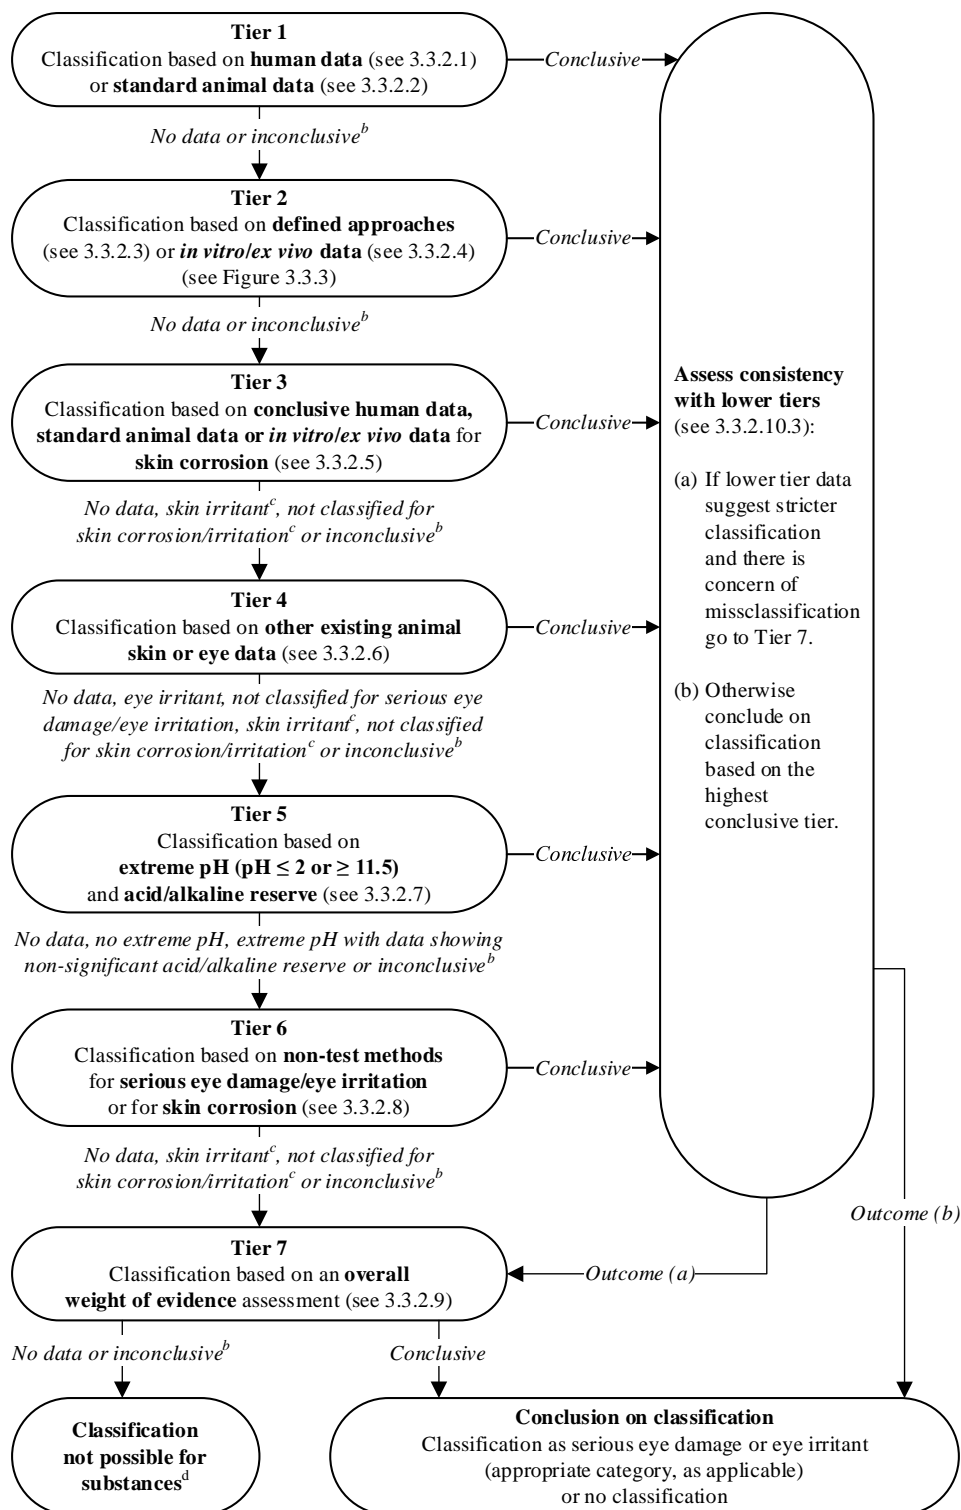 Tier 1
Classification based on human data (see 3.3.2.1)
or standard animal data (see 3.3.2.2)
Conclusive
No data or inconclusive^b
Tier 2
Classification based on defined approaches
(see 3.3.2.3) or in vitro/ex vivo data (see 3.3.2.4)
(see Figure 3.3.3)
Conclusive
No data or inconclusive^b
Tier 3
Classification based on conclusive human data,
standard animal data or in vitro/ex vivo data for
skin corrosion (see 3.3.2.5)
Conclusive
No data, skin irritant^c, not classified for
skin corrosion/irritation^c or inconclusive^b
Tier 4
Classification based on other existing animal
skin or eye data (see 3.3.2.6)
Conclusive
No data, eye irritant, not classified for serious eye
damage/eye irritation, skin irritant^c, not classified
for skin corrosion/irritation^c or inconclusive^b
Tier 5
Classification based on
extreme pH (pH ≤ 2 or ≥ 11.5)
and acid/alkaline reserve (see 3.3.2.7)
Conclusive
No data, no extreme pH, extreme pH with data showing
non-significant acid/alkaline reserve or inconclusive^b
Tier 6
Classification based on non-test methods
for serious eye damage/eye irritation
or for skin corrosion (see 3.3.2.8)
Conclusive
No data, skin irritant^c, not classified for
skin corrosion/irritation^c or inconclusive^b
Tier 7
Classification based on an overall
weight of evidence assessment (see 3.3.2.9)
Assess consistency
with lower tiers
(see 3.3.2.10.3):
(a) If lower tier data
suggest stricter
classification
and there is
concern of
missclassification
go to Tier 7.
(b) Otherwise
conclude on
classification
based on the
highest
conclusive tier.
Outcome (a)
Outcome (b)
No data or inconclusive^b
Conclusive
Classification
not possible for
substances^d
Conclusion on classification
Classification as serious eye damage or eye irritant
(appropriate category, as applicable)
or no classification